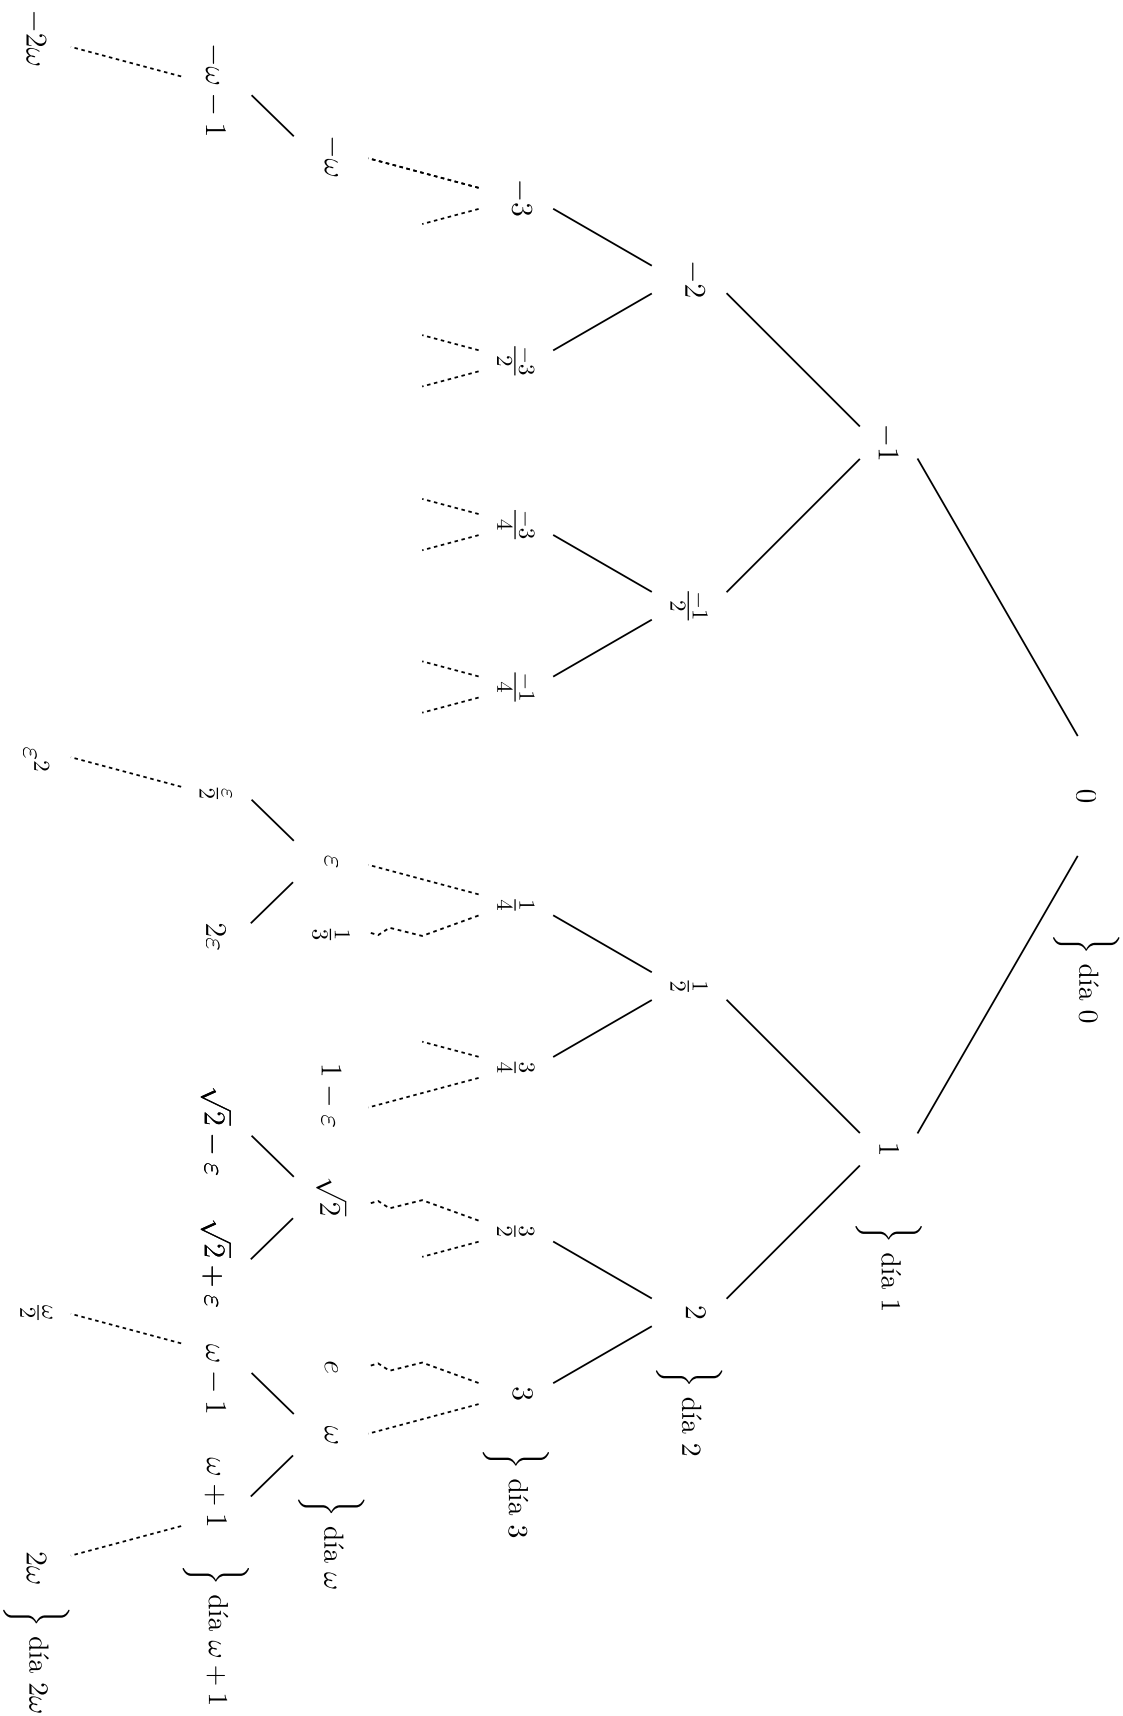 0 día 0
−1 1 día 1
−2 −1/2 1/2 2 día 2
−3 −3/2 −3/4 −1/4 1/4 3/4 3/2 3 día 3
−ω ε 1/3 1 − ε √2 e ω día ω
−ω − 1 ε/2 2ε √2 − ε √2 + ε ω − 1 ω + 1 día ω + 1
−2ω ε² ω/2 2ω día 2ω